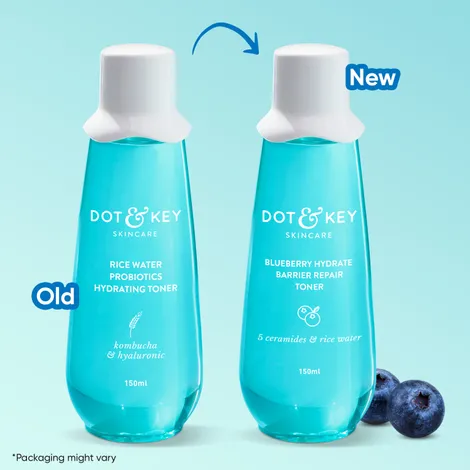 New
DOT & KEY
SKINCARE
RICE WATER
PROBIOTICS
HYDRATING TONER
kombucha
& hyaluronic
150ml
Old
DOT & KEY
SKINCARE
BLUEBERRY HYDRATE
BARRIER REPAIR
TONER
5 ceramides & rice water
150ml
*Packaging might vary